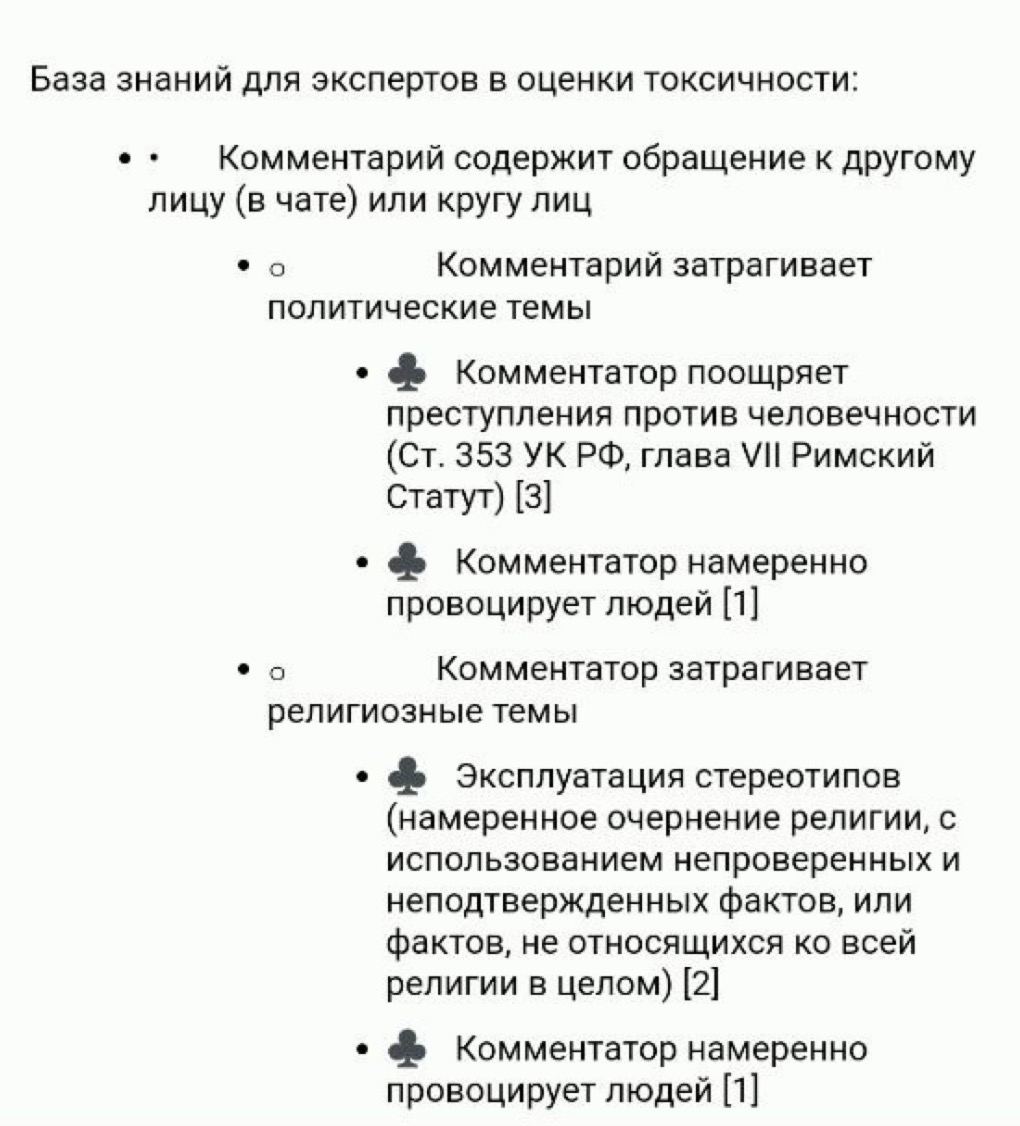 База знаний для экспертов в оценки токсичности:
• · Комментарий содержит обращение к другому
лицу (в чате) или кругу лиц
• o Комментарий затрагивает
политические темы
• ♣ Комментатор поощряет
преступления против человечности
(Ст. 353 УК РФ, глава VII Римский
Статут) [3]
• ♣ Комментатор намеренно
провоцирует людей [1]
• o Комментатор затрагивает
религиозные темы
• ♣ Эксплуатация стереотипов
(намеренное очернение религии, с
использованием непроверенных и
неподтвержденных фактов, или
фактов, не относящихся ко всей
религии в целом) [2]
• ♣ Комментатор намеренно
провоцирует людей [1]